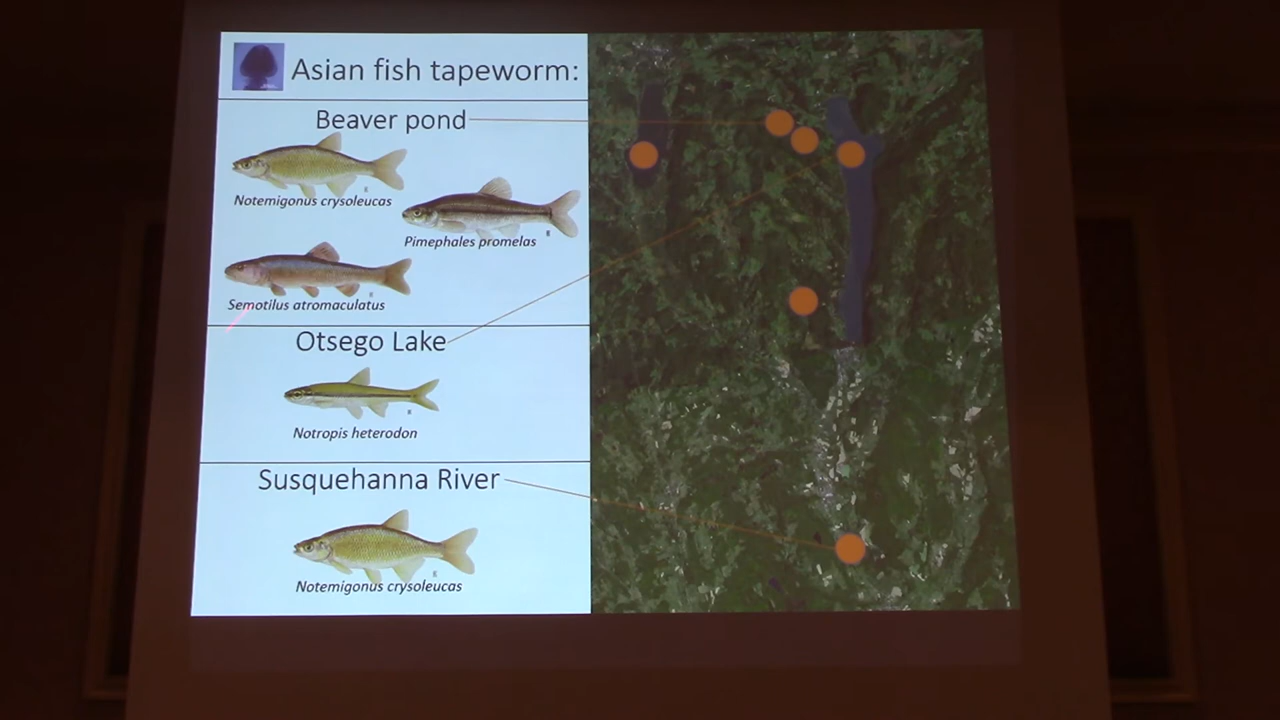 Asian fish tapeworm:
Beaver pond
Notemigonus crysoleucas
Pimephales promelas
Semotilus atromaculatus
Otsego Lake
Notropis heterodon
Susquehanna River
Notemigonus crysoleucas